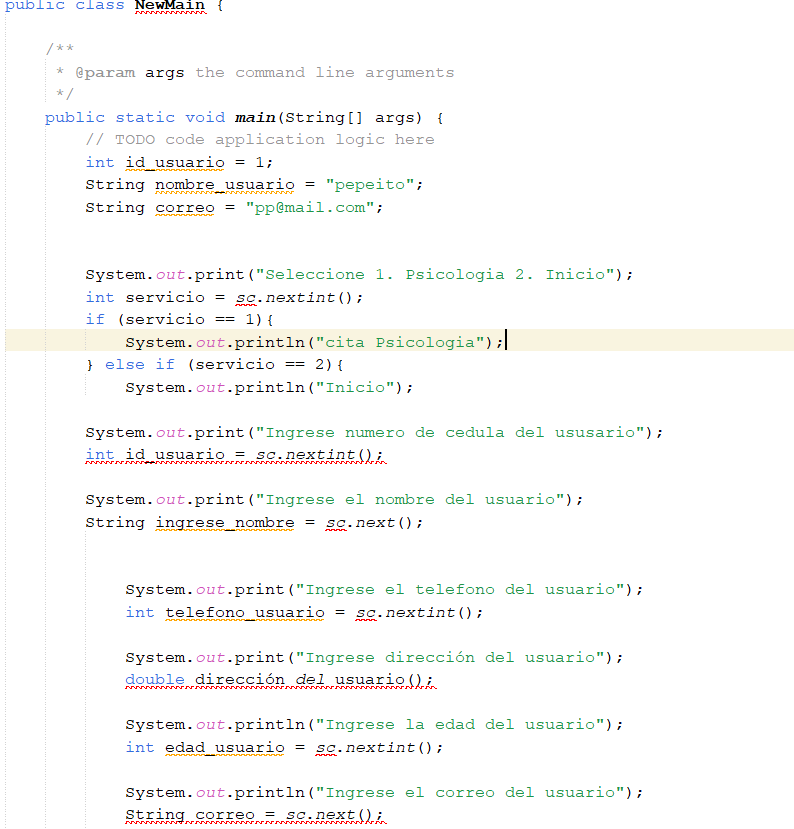 public class NewMain {
/**
* @param args the command line arguments
*/
public static void main(String[] args) {
// TODO code application logic here
int id_usuario = 1;
String nombre_usuario = "pepeito";
String correo = "pp@mail.com";
System.out.print("Seleccione 1. Psicologia 2. Inicio");
int servicio = sc.nextint();
if (servicio == 1){
System.out.println("cita Psicologia");
} else if (servicio == 2){
System.out.println("Inicio");
System.out.print("Ingrese numero de cedula del ususario");
int id_usuario = sc.nextint();
System.out.print("Ingrese el nombre del usuario");
String ingrese_nombre = sc.next();
System.out.print("Ingrese el telefono del usuario");
int telefono_usuario = sc.nextint();
System.out.print("Ingrese dirección del usuario");
double dirección del usuario();
System.out.println("Ingrese la edad del usuario");
int edad_usuario = sc.nextint();
System.out.println("Ingrese el correo del usuario");
String correo = sc.next();